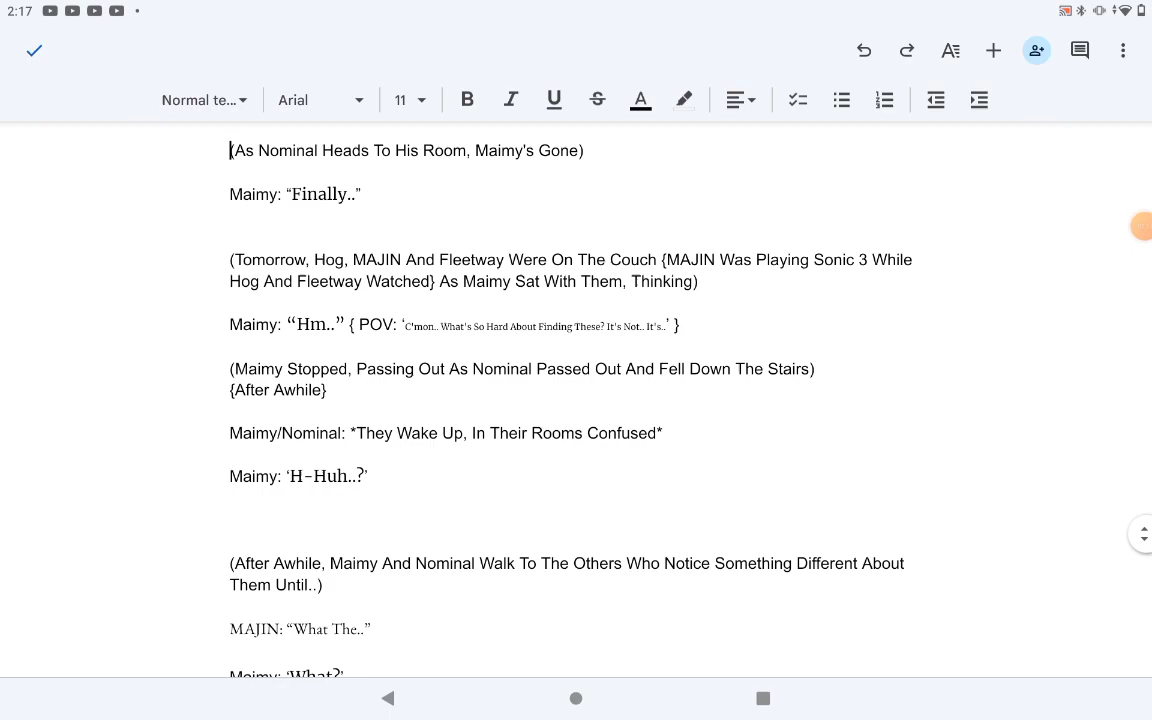 2:17
Normal te...
Arial
11
(As Nominal Heads To His Room, Maimy's Gone)
Maimy: “Finally..”
(Tomorrow, Hog, MAJIN And Fleetway Were On The Couch {MAJIN Was Playing Sonic 3 While
Hog And Fleetway Watched} As Maimy Sat With Them, Thinking)
Maimy: “Hm..” { POV: ‘C'mon.. What's So Hard About Finding These? It's Not.. It's..’ }
(Maimy Stopped, Passing Out As Nominal Passed Out And Fell Down The Stairs)
{After Awhile}
Maimy/Nominal: *They Wake Up, In Their Rooms Confused*
Maimy: ‘H-Huh..?’
(After Awhile, Maimy And Nominal Walk To The Others Who Notice Something Different About
Them Until..)
MAJIN: “What The..”
Maimy: ‘What?’